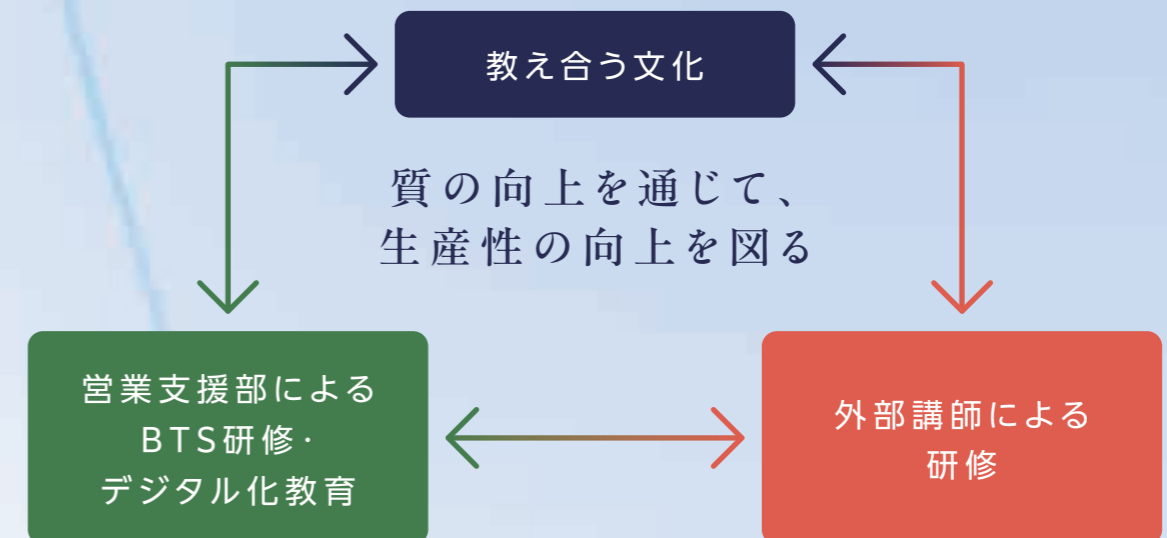 教え合う文化
質の向上を通じて、
生産性の向上を図る
営業支援部による
BTS研修・
デジタル化教育
外部講師による
研修